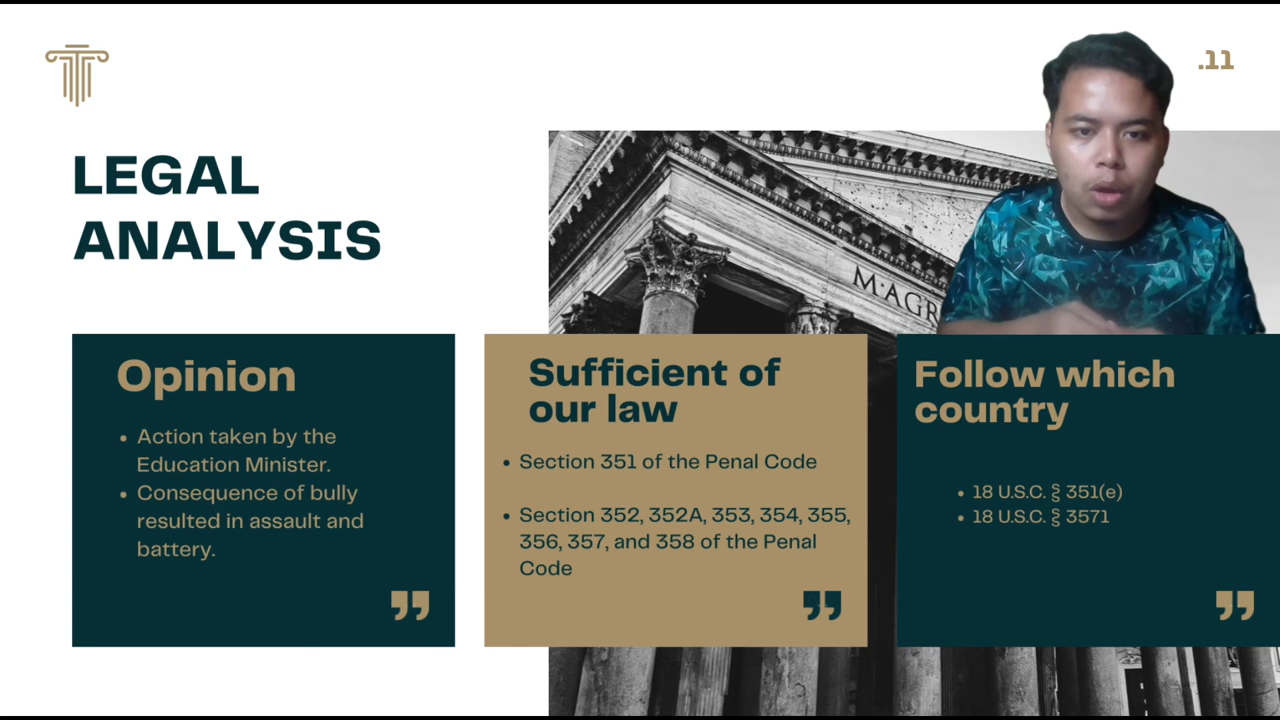 .11
LEGAL
ANALYSIS
M·AGR
Opinion
• Action taken by the
Education Minister.
• Consequence of bully
resulted in assault and
battery.
Sufficient of
our law
• Section 351 of the Penal Code
• Section 352, 352A, 353, 354, 355,
356, 357, and 358 of the Penal
Code
Follow which
country
• 18 U.S.C. § 351(e)
• 18 U.S.C. § 3571